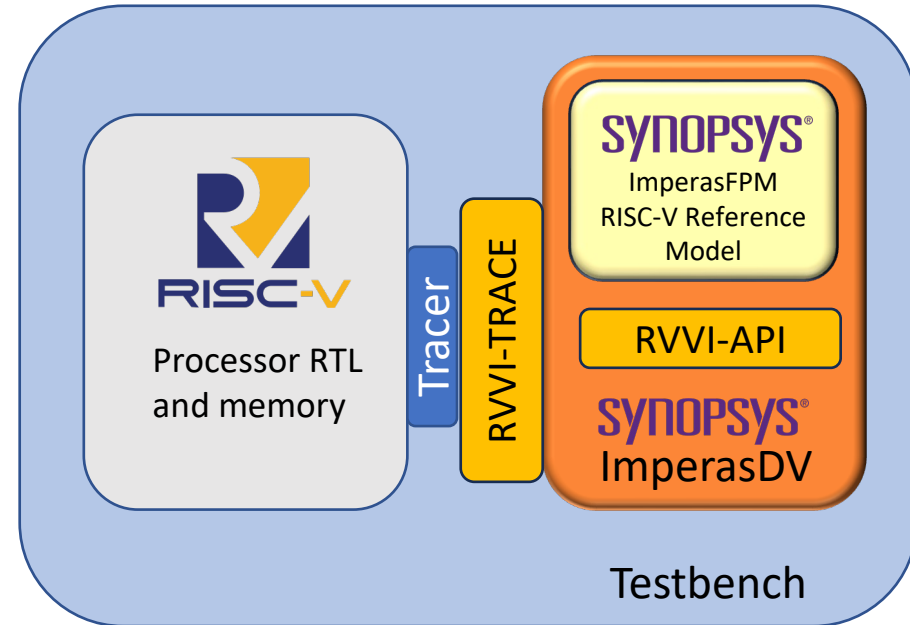 RISC-V
Processor RTL
and memory
Tracer
RVVI-TRACE
SYNOPSYS®
ImperasFPM
RISC-V Reference
Model
RVVI-API
SYNOPSYS®
ImperasDV
Testbench